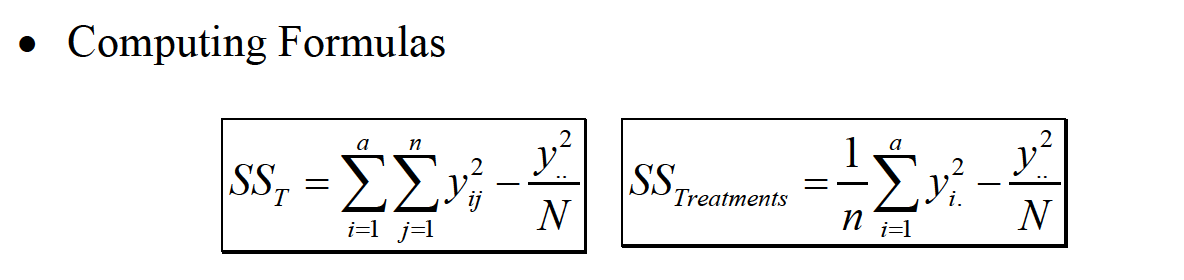 • Computing Formulas
SS_T = \sum_{i=1}^{a} \sum_{j=1}^{n} y_{ij}^{2} - \frac{y_{..}^{2}}{N} SS_{Treatments} = \frac{1}{n} \sum_{i=1}^{a} y_{i.}^{2} - \frac{y_{..}^{2}}{N}